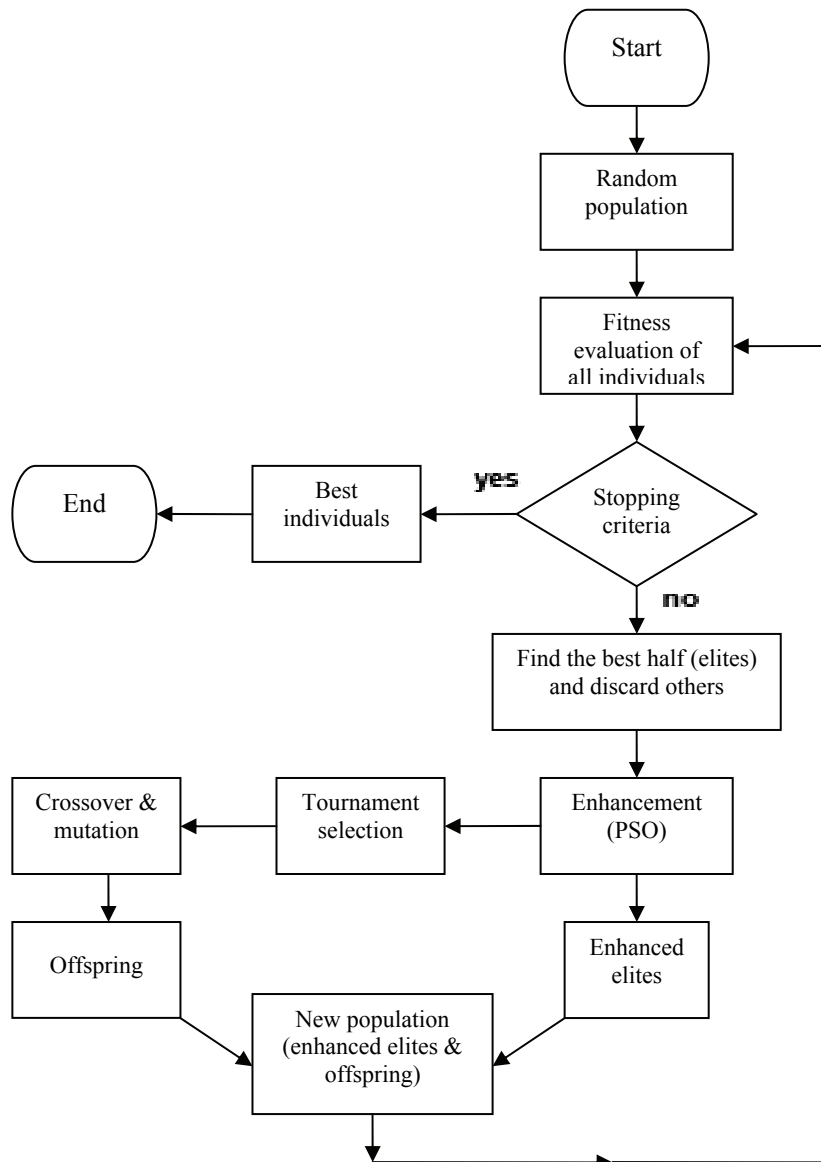 Start
Random
population
Fitness
evaluation of
all individuals
Stopping
criteria
yes
Best
individuals
End
no
Find the best half (elites)
and discard others
Enhancement
(PSO)
Tournament
selection
Crossover &
mutation
Offspring
Enhanced
elites
New population
(enhanced elites &
offspring)